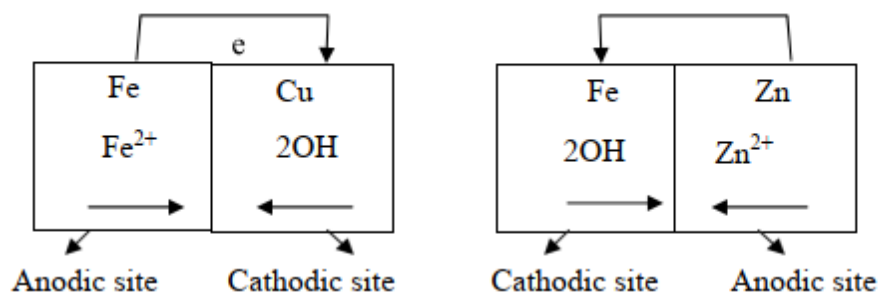 e
Fe Cu Fe Zn
Fe²⁺ 2OH 2OH Zn²⁺
Anodic site Cathodic site Cathodic site Anodic site